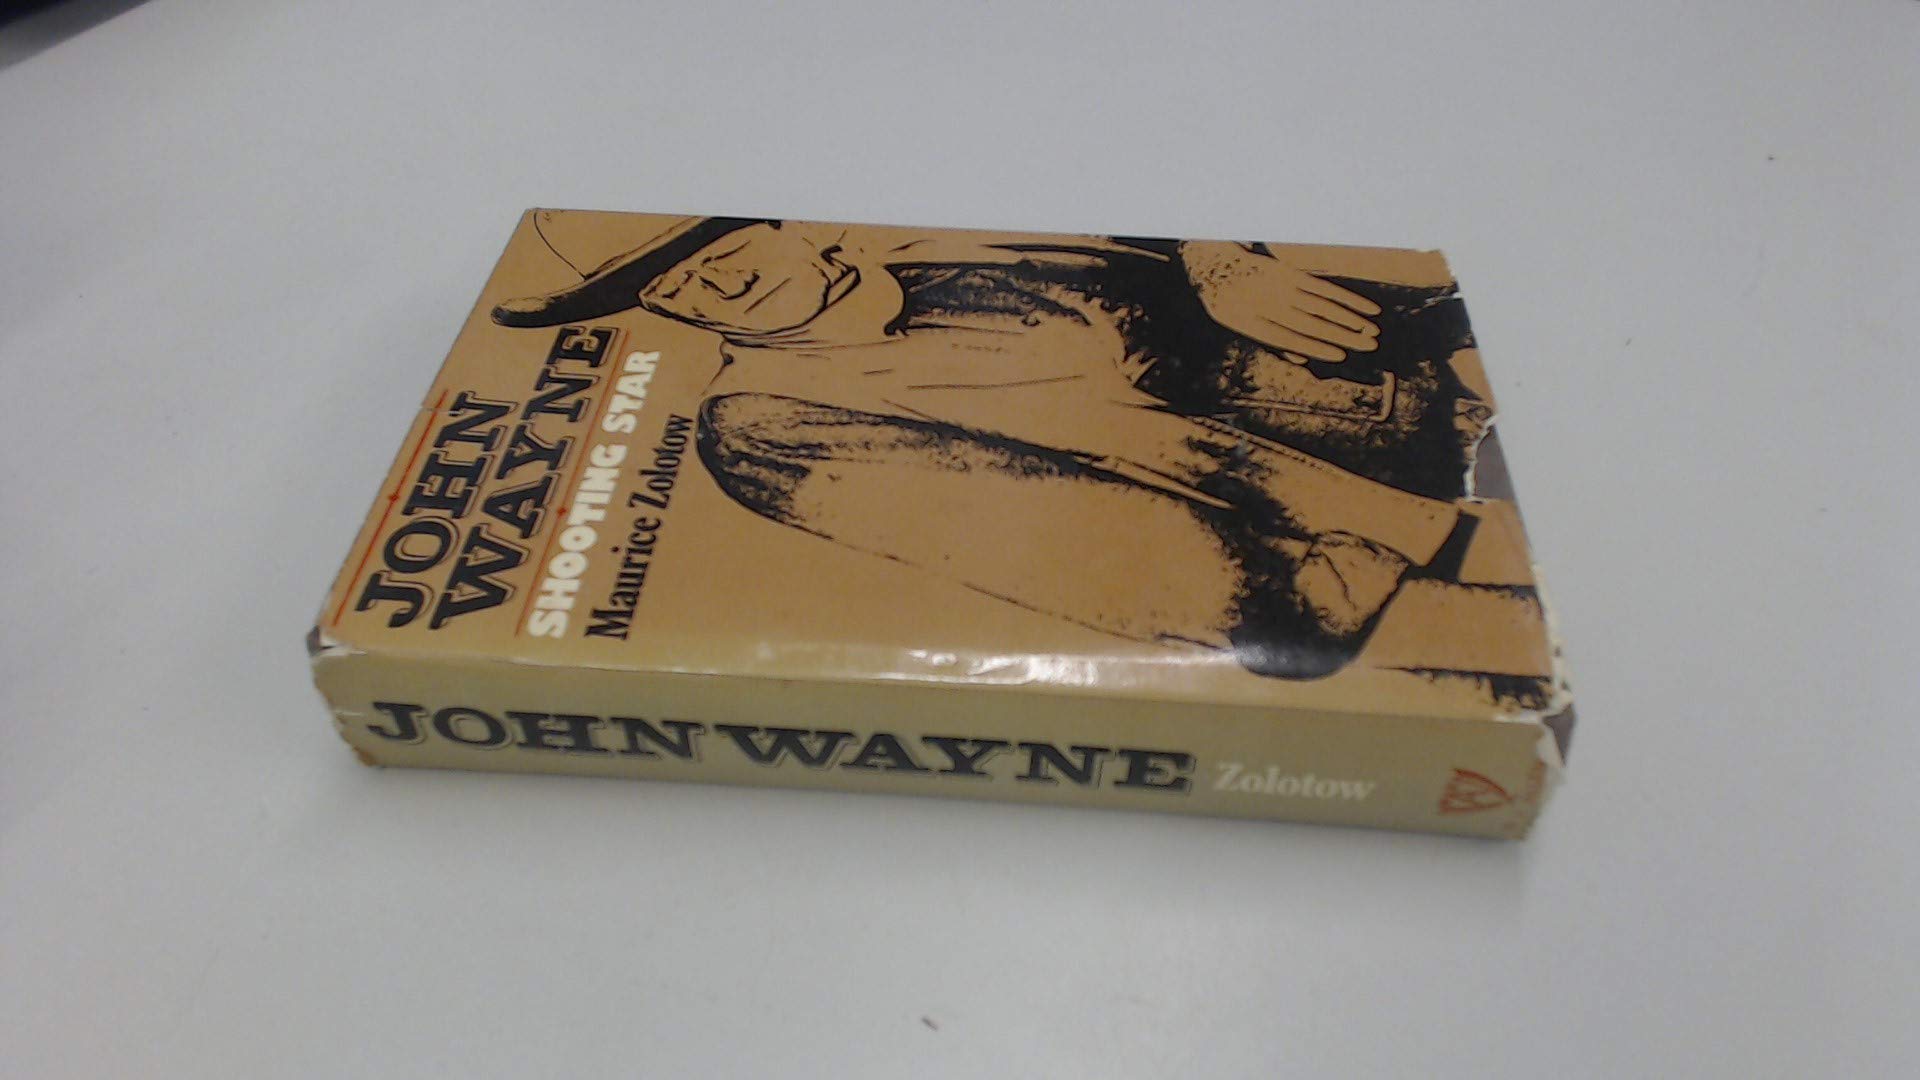 JOHN
WAYNE
SHOOTING STAR
Maurice Zolotow
JOHN WAYNE Zolotow